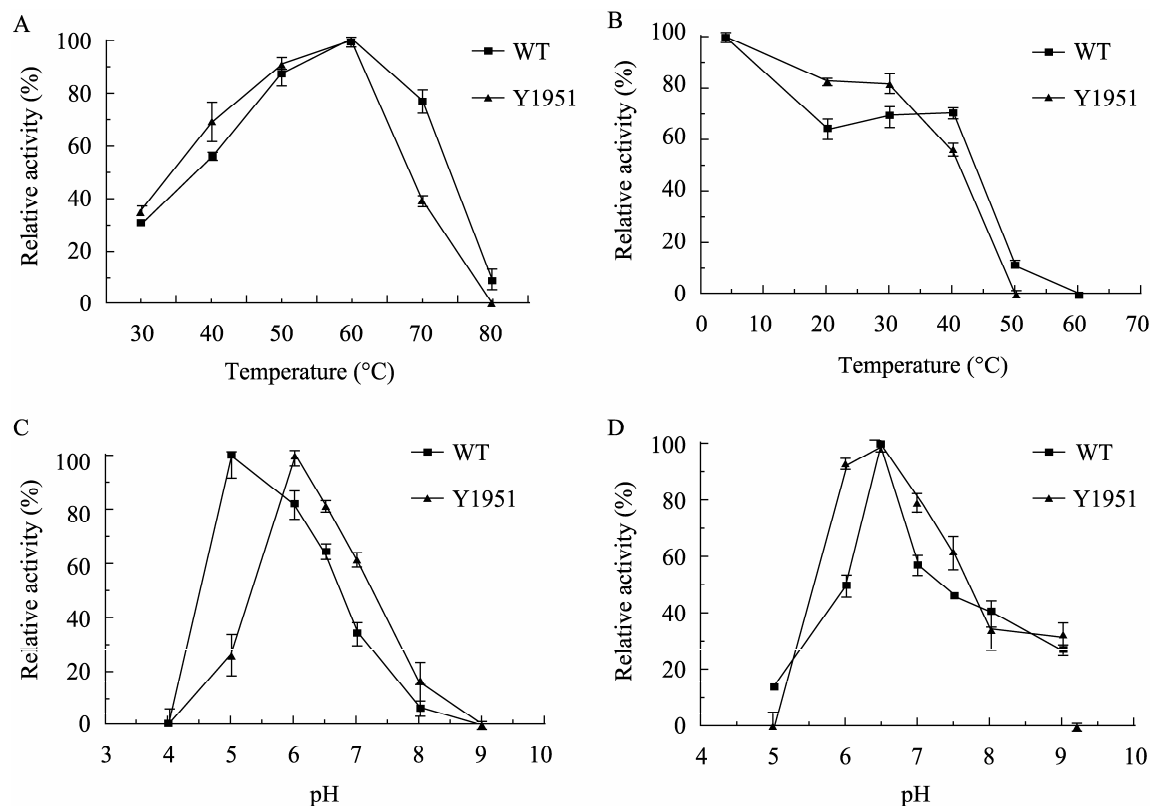 A
Relative activity (%)
100
80
60
40
20
0
30 40 50 60 70 80
Temperature (°C)
WT
Y1951
B
Relative activity (%)
100
80
60
40
20
0
0 10 20 30 40 50 60 70
Temperature (°C)
WT
Y1951
C
Relative activity (%)
100
80
60
40
20
0
3 4 5 6 7 8 9 10
pH
WT
Y1951
D
Relative activity (%)
100
80
60
40
20
0
4 5 6 7 8 9 10
pH
WT
Y1951